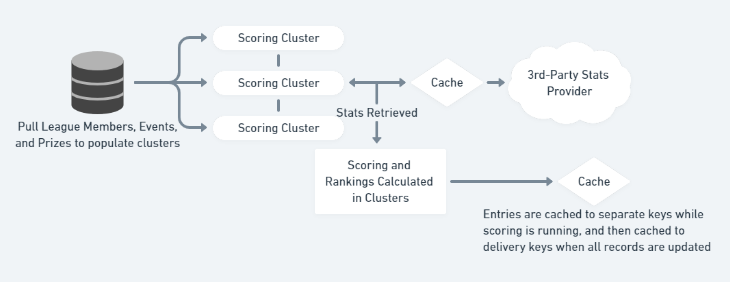 Scoring Cluster
Scoring Cluster
Scoring Cluster
Pull League Members, Events,
and Prizes to populate clusters
Cache
3rd-Party Stats
Provider
Stats Retrieved
Scoring and
Rankings Calculated
in Clusters
Cache
Entries are cached to separate keys while
scoring is running, and then cached to
delivery keys when all records are updated